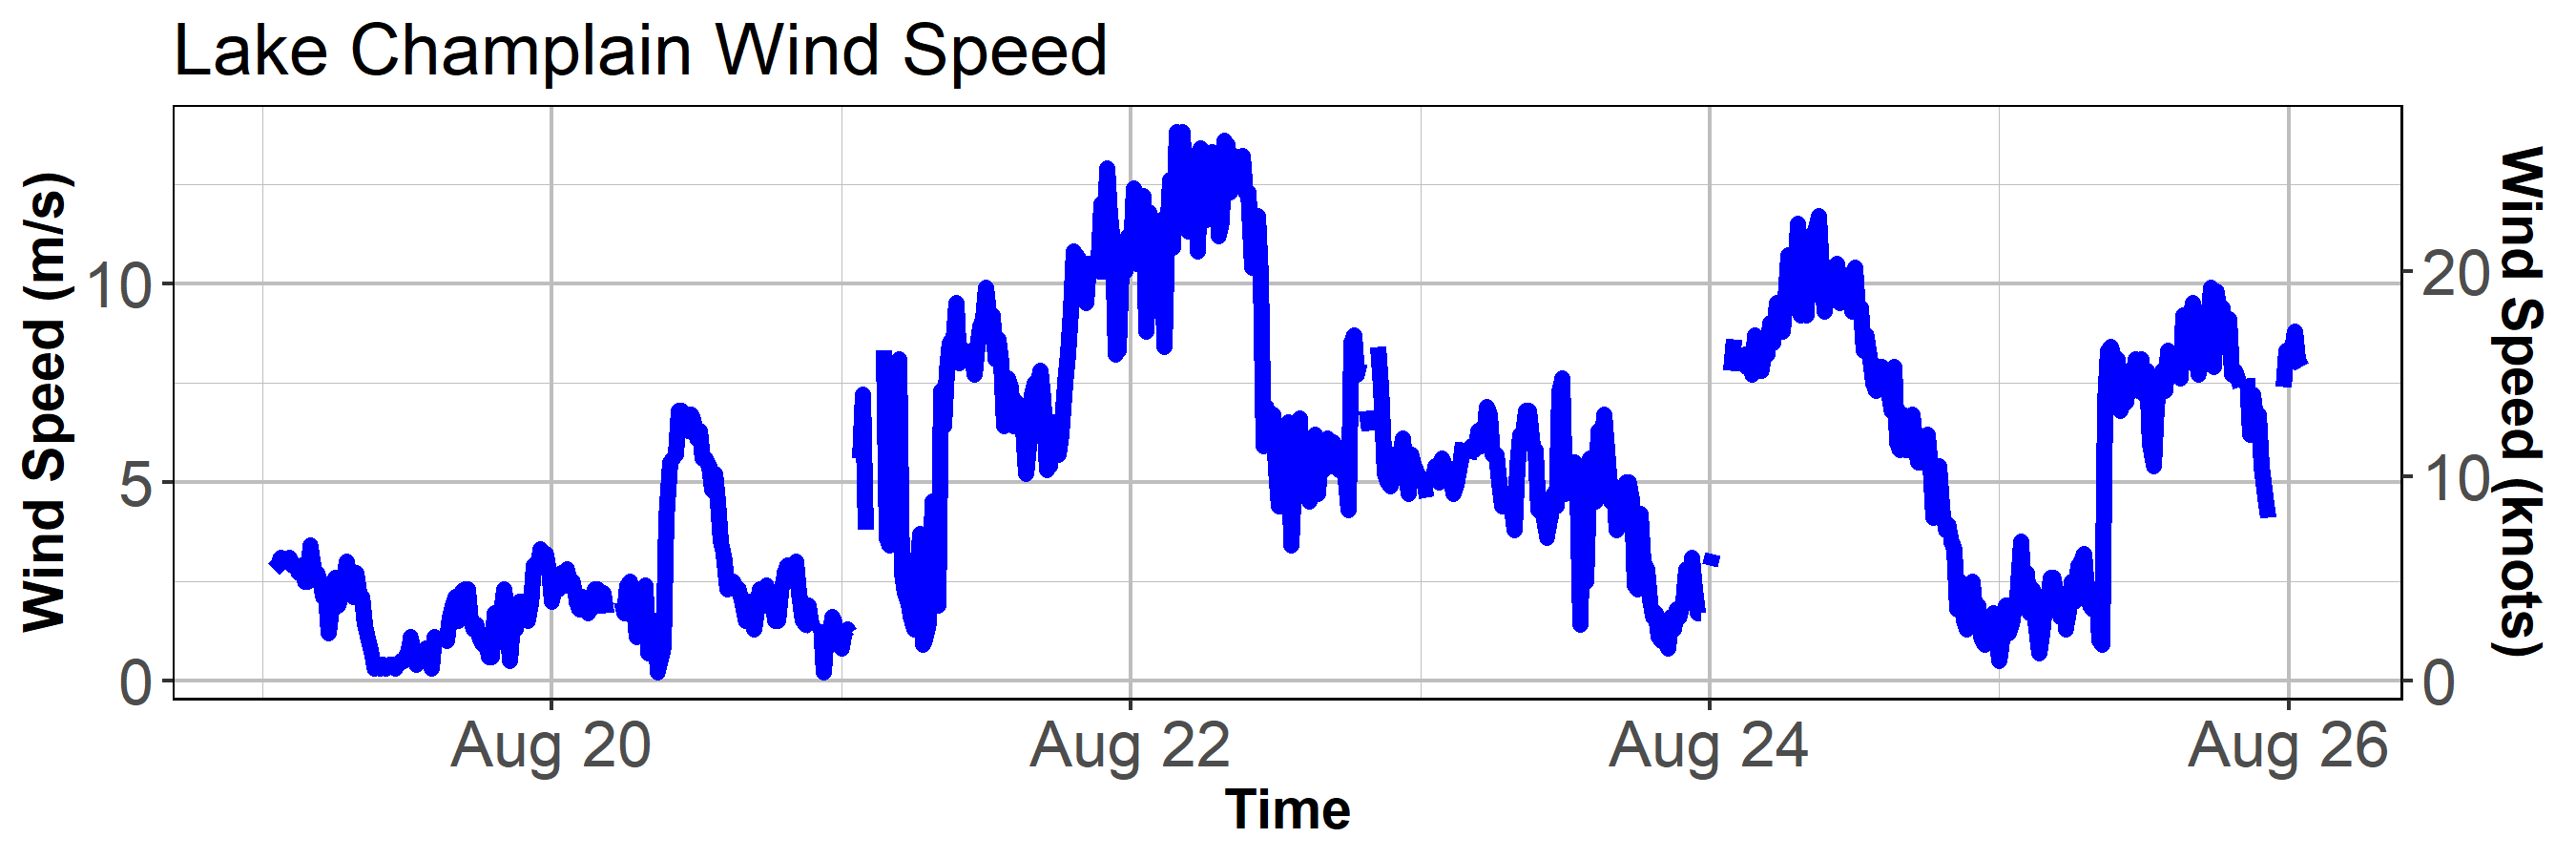 Lake Champlain Wind Speed
Wind Speed (m/s)
10
5
0
20
10
0
Wind Speed (knots)
Aug 20
Aug 22
Aug 24
Aug 26
Time